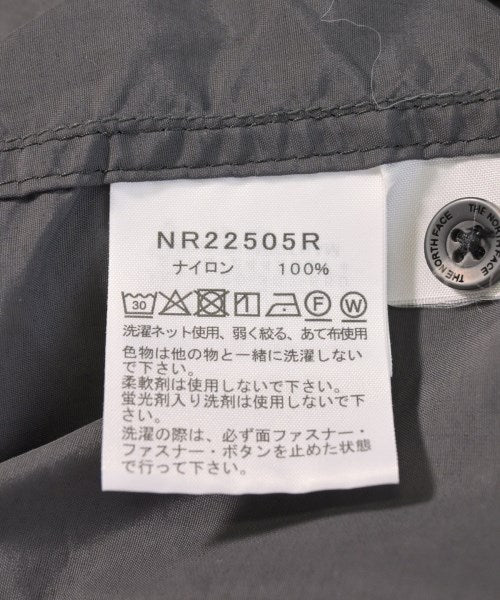 NR22505R
ナイロン 100%
30 F W
洗濯ネット使用、弱く絞る、あて布使用
色物は他の物と一緒に洗濯しない
で下さい。
柔軟剤は使用しないで下さい。
蛍光剤入り洗剤は使用しないで下
さい。
洗濯の際は、必ず面ファスナー・
ファスナー・ボタンを止めた状態
で行って下さい。
THE NORTH FACE
THE NORTH FACE